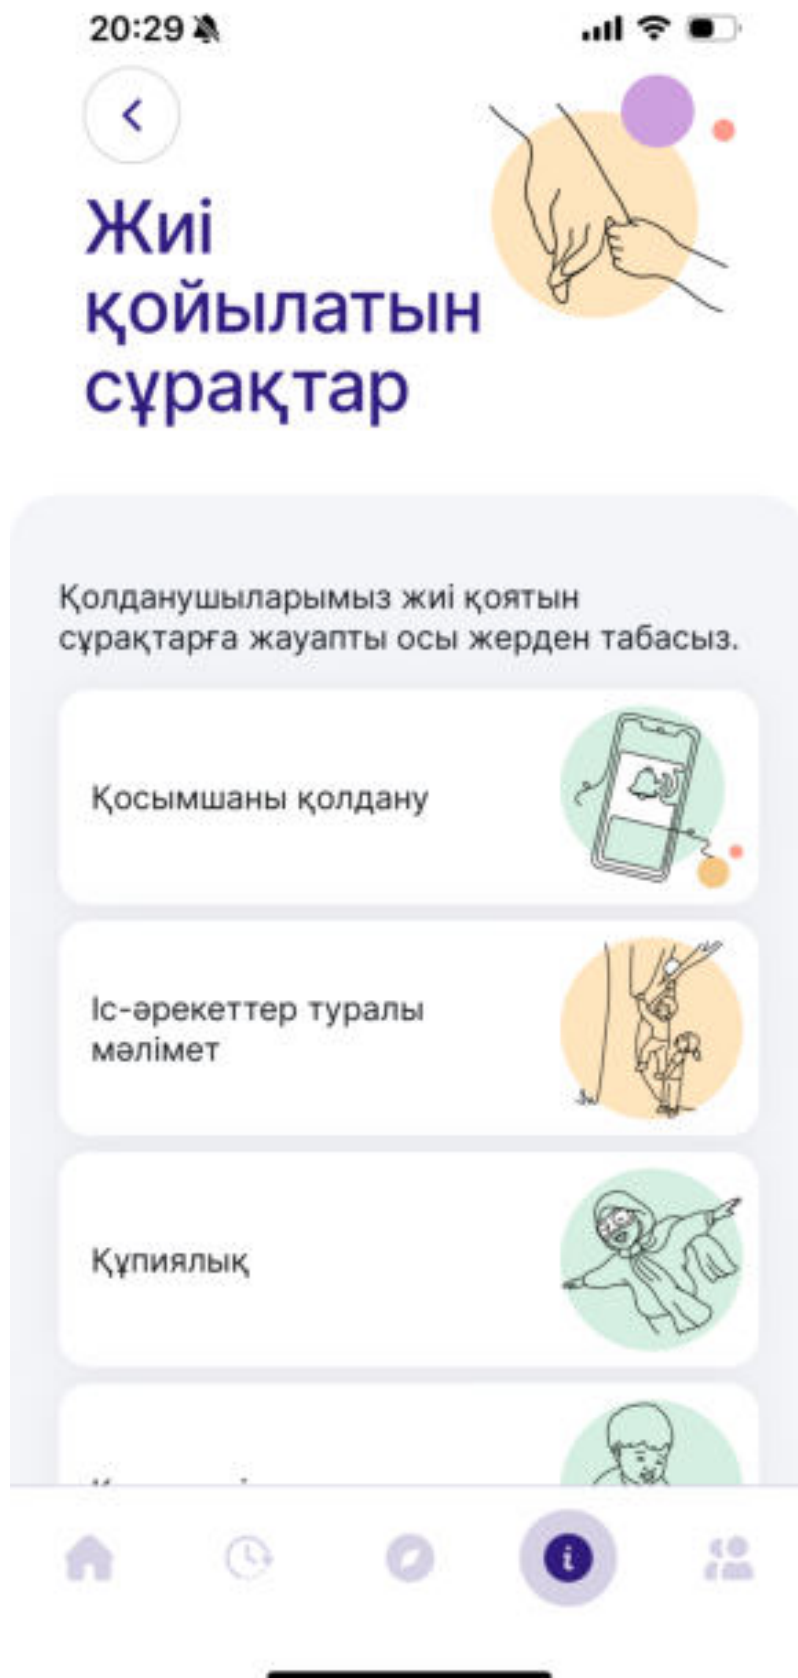 20:29
Жиі
қойылатын
сұрақтар
Қолданушыларымыз жиі қоятын
сұрақтарға жауапты осы жерден табасыз.
Қосымшаны қолдану
Іс-әрекеттер туралы
мәлімет
Құпиялық